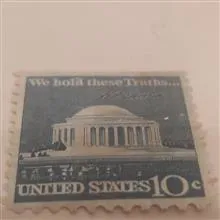 We hold these Truths...
UNITED STATES 10c